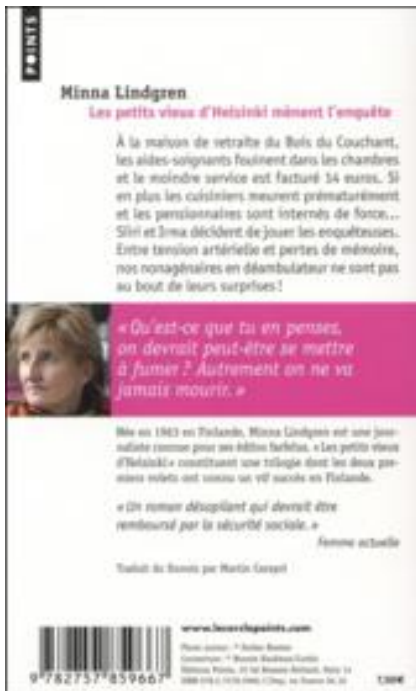 POINTS
Minna Lindgren
Les petits vieux d'Helsinki mènent l'enquête
À la maison de retraite du Bois du Couchant,
les aides-soignants fouinent dans les chambres
et le moindre service est facturé 14 euros. Si
en plus les cuisiniers meurent prématurément
et les pensionnaires sont internés de force...
Siiri et Irma décident de jouer les enquêteuses.
Entre tension artérielle et pertes de mémoire,
nos nonagénaires en déambulateur ne sont pas
au bout de leurs surprises !
« Qu'est-ce que tu en penses,
on devrait peut-être se mettre
à fumer ? Autrement on ne va
jamais mourir. »
Née en 1963 en Finlande, Minna Lindgren est une jour-
naliste connue pour ses éditos farfelus. « Les petits vieux
d'Helsinki » constituent une trilogie dont les deux pre-
miers volets ont connu un vif succès en Finlande.
« Un roman désopilant qui devrait être
remboursé par la sécurité sociale. »
Femme actuelle
Traduit du finnois par Martin Carayol
www.lecerclepoints.com
9 782757 859667
7,50€